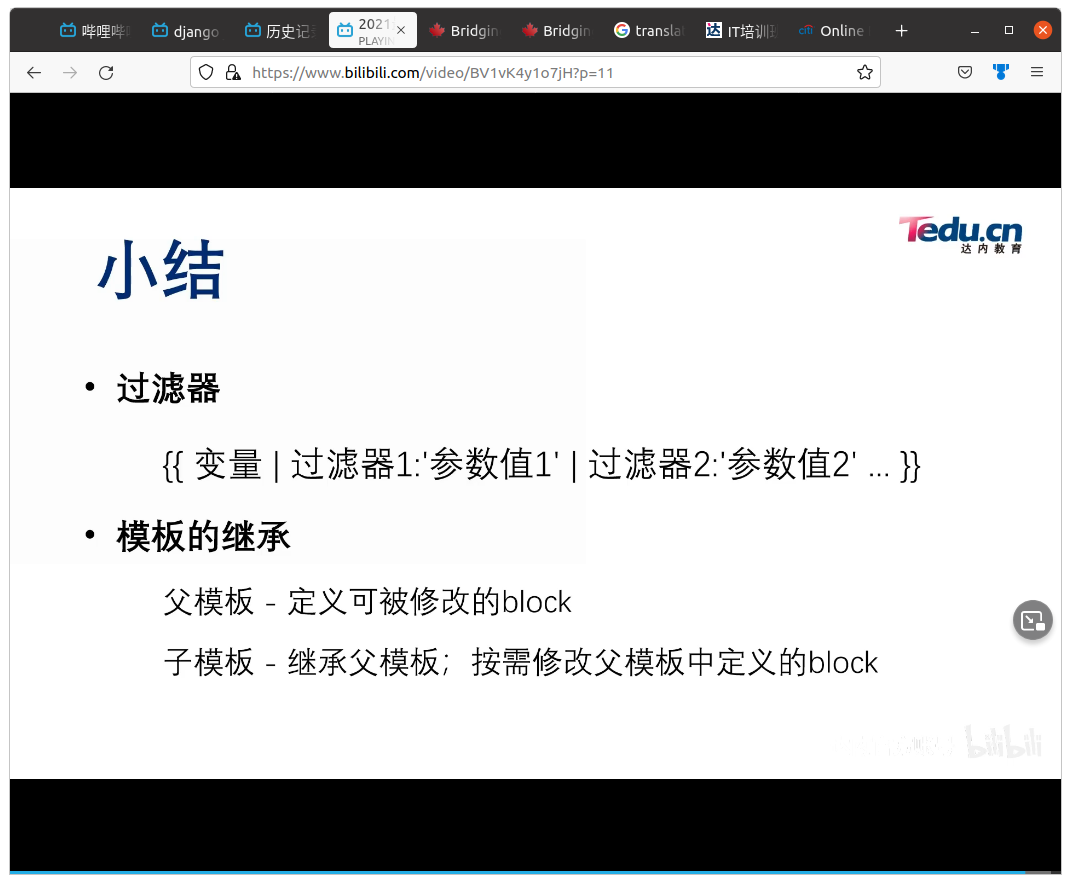 哔哩哔
django
历史记
2021
PLAYIN
Bridgin
Bridgin
transla
IT培训
citi
Online
https://www.bilibili.com/video/BV1vK4y1o7jH?p=11
Tedu.cn
达内教育
小结
• 过滤器
{{ 变量 | 过滤器1:'参数值1' | 过滤器2:'参数值2' ... }}
• 模板的继承
父模板 - 定义可被修改的block
子模板 - 继承父模板；按需修改父模板中定义的block
bilibili